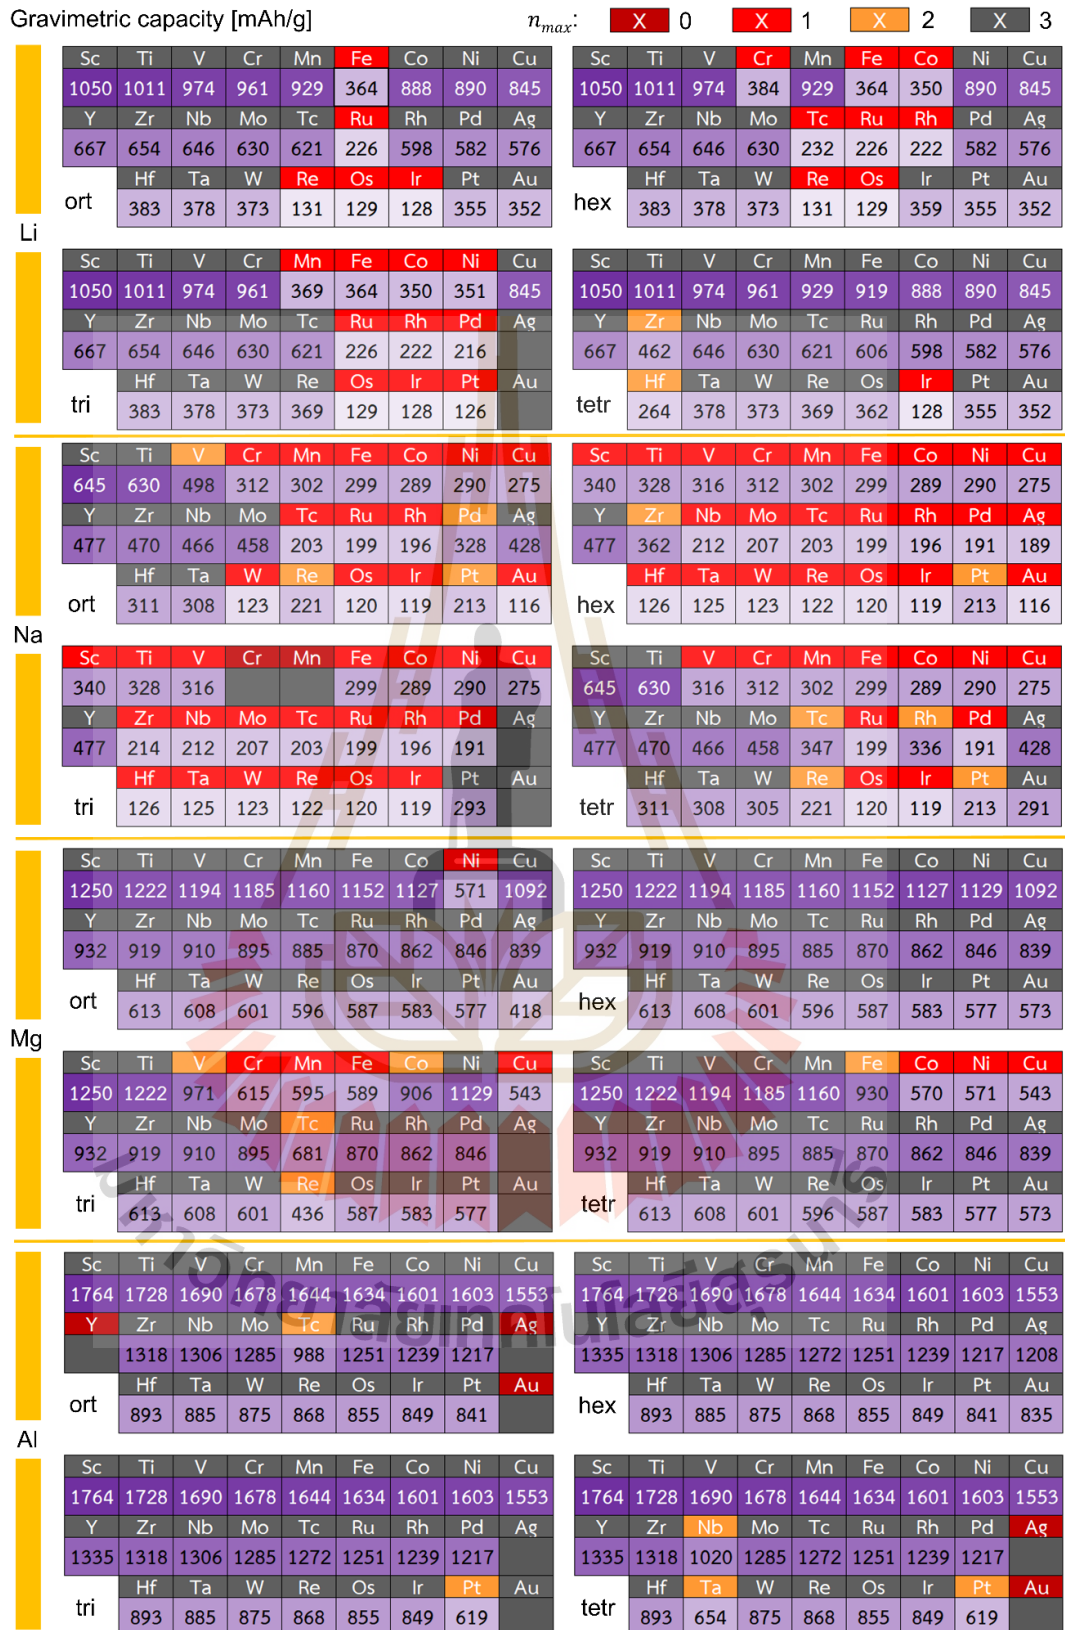 Gravimetric capacity [mAh/g] n_max: X 0 X 1 X 2 X 3
Sc Ti V Cr Mn Fe Co Ni Cu Sc Ti V Cr Mn Fe Co Ni Cu
1050 1011 974 961 929 364 888 890 845 1050 1011 974 384 929 364 350 890 845
Y Zr Nb Mo Tc Ru Rh Pd Ag Y Zr Nb Mo Tc Ru Rh Pd Ag
667 654 646 630 621 226 598 582 576 667 654 646 630 232 226 222 582 576
Hf Ta W Re Os Ir Pt Au Hf Ta W Re Os Ir Pt Au
ort 383 378 373 131 129 128 355 352 hex 383 378 373 131 129 359 355 352
Li
Sc Ti V Cr Mn Fe Co Ni Cu Sc Ti V Cr Mn Fe Co Ni Cu
1050 1011 974 961 369 364 350 351 845 1050 1011 974 961 929 919 888 890 845
Y Zr Nb Mo Tc Ru Rh Pd Ag Y Zr Nb Mo Tc Ru Rh Pd Ag
667 654 646 630 621 226 222 216 667 462 646 630 621 606 598 582 576
Hf Ta W Re Os Ir Pt Au Hf Ta W Re Os Ir Pt Au
tri 383 378 373 369 129 128 126 tetr 264 378 373 369 362 128 355 352
Sc Ti V Cr Mn Fe Co Ni Cu Sc Ti V Cr Mn Fe Co Ni Cu
645 630 498 312 302 299 289 290 275 340 328 316 312 302 299 289 290 275
Y Zr Nb Mo Tc Ru Rh Pd Ag Y Zr Nb Mo Tc Ru Rh Pd Ag
477 470 466 458 203 199 196 328 428 477 362 212 207 203 199 196 191 189
Hf Ta W Re Os Ir Pt Au Hf Ta W Re Os Ir Pt Au
ort 311 308 123 221 120 119 213 116 hex 126 125 123 122 120 119 213 116
Na
Sc Ti V Cr Mn Fe Co Ni Cu Sc Ti V Cr Mn Fe Co Ni Cu
340 328 316 299 289 290 275 645 630 316 312 302 299 289 290 275
Y Zr Nb Mo Tc Ru Rh Pd Ag Y Zr Nb Mo Tc Ru Rh Pd Ag
477 214 212 207 203 199 196 191 477 470 466 458 347 199 336 191 428
Hf Ta W Re Os Ir Pt Au Hf Ta W Re Os Ir Pt Au
tri 126 125 123 122 120 119 293 tetr 311 308 305 221 120 119 213 291
Sc Ti V Cr Mn Fe Co Ni Cu Sc Ti V Cr Mn Fe Co Ni Cu
1250 1222 1194 1185 1160 1152 1127 571 1092 1250 1222 1194 1185 1160 1152 1127 1129 1092
Y Zr Nb Mo Tc Ru Rh Pd Ag Y Zr Nb Mo Tc Ru Rh Pd Ag
932 919 910 895 885 870 862 846 839 932 919 910 895 885 870 862 846 839
Hf Ta W Re Os Ir Pt Au Hf Ta W Re Os Ir Pt Au
ort 613 608 601 596 587 583 577 418 hex 613 608 601 596 587 583 577 573
Mg
Sc Ti V Cr Mn Fe Co Ni Cu Sc Ti V Cr Mn Fe Co Ni Cu
1250 1222 971 615 595 589 906 1129 543 1250 1222 1194 1185 1160 930 570 571 543
Y Zr Nb Mo Tc Ru Rh Pd Ag Y Zr Nb Mo Tc Ru Rh Pd Ag
932 919 910 895 681 870 862 846 932 919 910 895 885 870 862 846 839
Hf Ta W Re Os Ir Pt Au Hf Ta W Re Os Ir Pt Au
tri 613 608 601 436 587 583 577 tetr 613 608 601 596 587 583 577 573
มหาวิทยาลัยเทคโนโลยีสุรนารี
Sc Ti V Cr Mn Fe Co Ni Cu Sc Ti V Cr Mn Fe Co Ni Cu
1764 1728 1690 1678 1644 1634 1601 1603 1553 1764 1728 1690 1678 1644 1634 1601 1603 1553
Y Zr Nb Mo Tc Ru Rh Pd Ag Y Zr Nb Mo Tc Ru Rh Pd Ag
1318 1306 1285 988 1251 1239 1217 1335 1318 1306 1285 1272 1251 1239 1217 1208
Hf Ta W Re Os Ir Pt Au Hf Ta W Re Os Ir Pt Au
ort 893 885 875 868 855 849 841 hex 893 885 875 868 855 849 841 835
Al
Sc Ti V Cr Mn Fe Co Ni Cu Sc Ti V Cr Mn Fe Co Ni Cu
1764 1728 1690 1678 1644 1634 1601 1603 1553 1764 1728 1690 1678 1644 1634 1601 1603 1553
Y Zr Nb Mo Tc Ru Rh Pd Ag Y Zr Nb Mo Tc Ru Rh Pd Ag
1335 1318 1306 1285 1272 1251 1239 1217 1335 1318 1020 1285 1272 1251 1239 1217
Hf Ta W Re Os Ir Pt Au Hf Ta W Re Os Ir Pt Au
tri 893 885 875 868 855 849 619 tetr 893 654 875 868 855 849 619